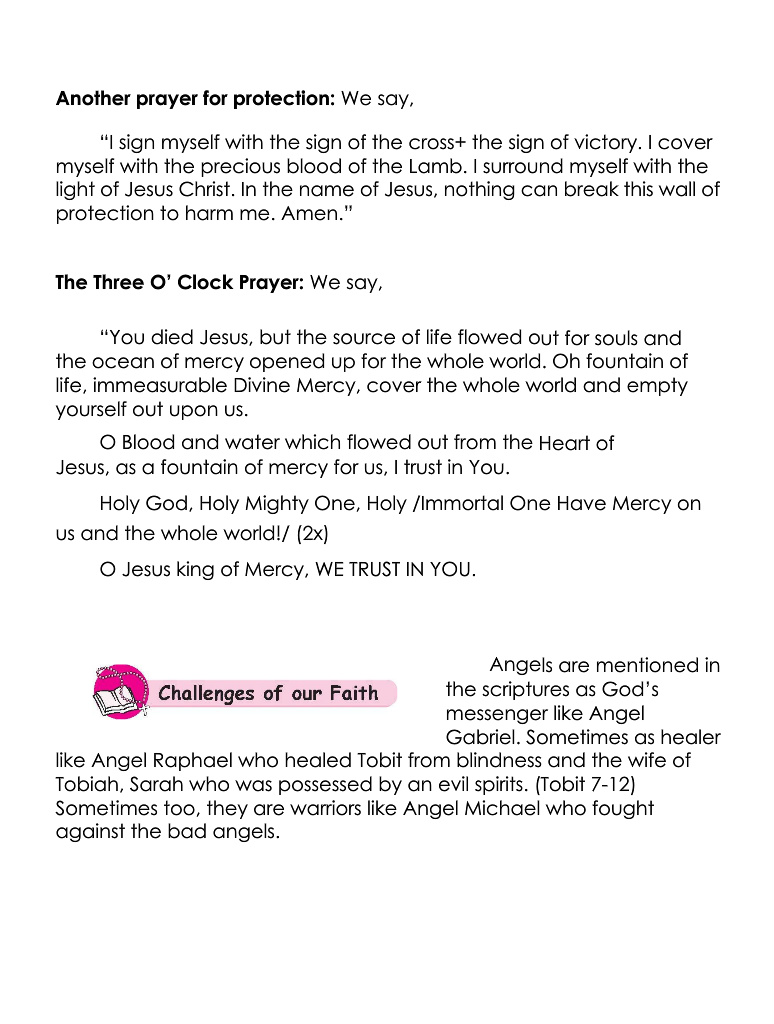 Another prayer for protection: We say,
“I sign myself with the sign of the cross+ the sign of victory. I cover
myself with the precious blood of the Lamb. I surround myself with the
light of Jesus Christ. In the name of Jesus, nothing can break this wall of
protection to harm me. Amen.”
The Three O’ Clock Prayer: We say,
“You died Jesus, but the source of life flowed out for souls and
the ocean of mercy opened up for the whole world. Oh fountain of
life, immeasurable Divine Mercy, cover the whole world and empty
yourself out upon us.
O Blood and water which flowed out from the Heart of
Jesus, as a fountain of mercy for us, I trust in You.
Holy God, Holy Mighty One, Holy /Immortal One Have Mercy on
us and the whole world!/ (2x)
O Jesus king of Mercy, WE TRUST IN YOU.
Challenges of our Faith
Angels are mentioned in
the scriptures as God’s
messenger like Angel
Gabriel. Sometimes as healer
like Angel Raphael who healed Tobit from blindness and the wife of
Tobiah, Sarah who was possessed by an evil spirits. (Tobit 7-12)
Sometimes too, they are warriors like Angel Michael who fought
against the bad angels.